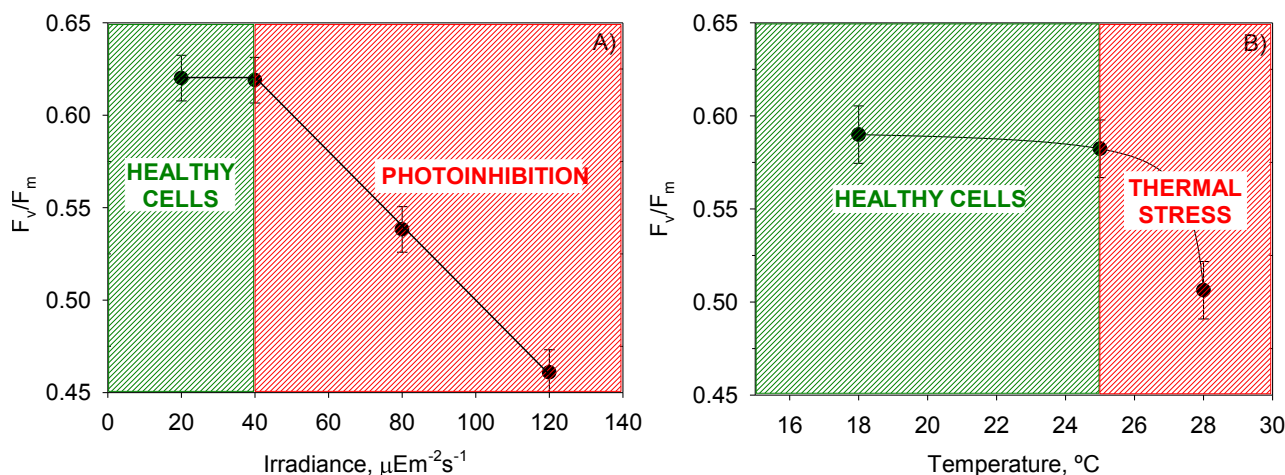 A)
0.65
0.60
0.55
0.50
0.45
Fv/Fm
HEALTHY
CELLS
PHOTOINHIBITION
0 20 40 60 80 100 120 140
Irradiance, μEm-2s-1
B)
0.65
0.60
0.55
0.50
0.45
Fv/Fm
HEALTHY CELLS
THERMAL
STRESS
16 18 20 22 24 26 28 30
Temperature, ºC